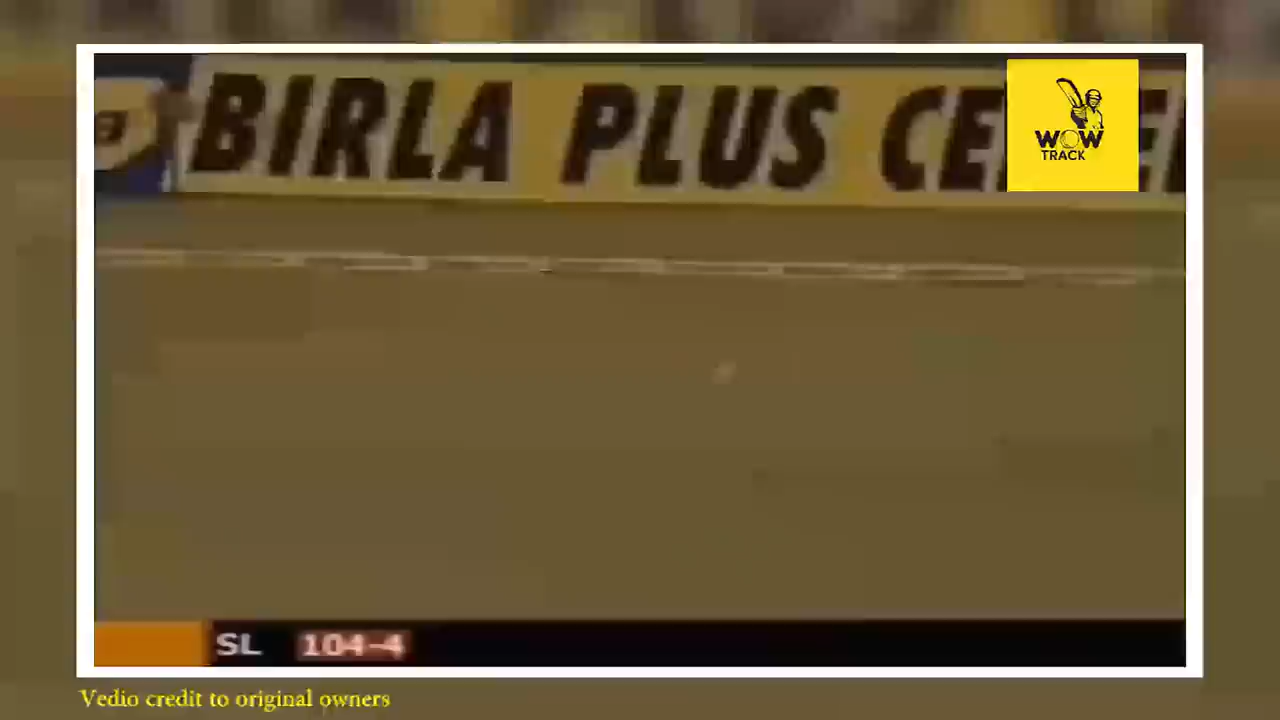 BIRLA PLUS CE
WOW
TRACK
SL 104-4
Vedio credit to original owners